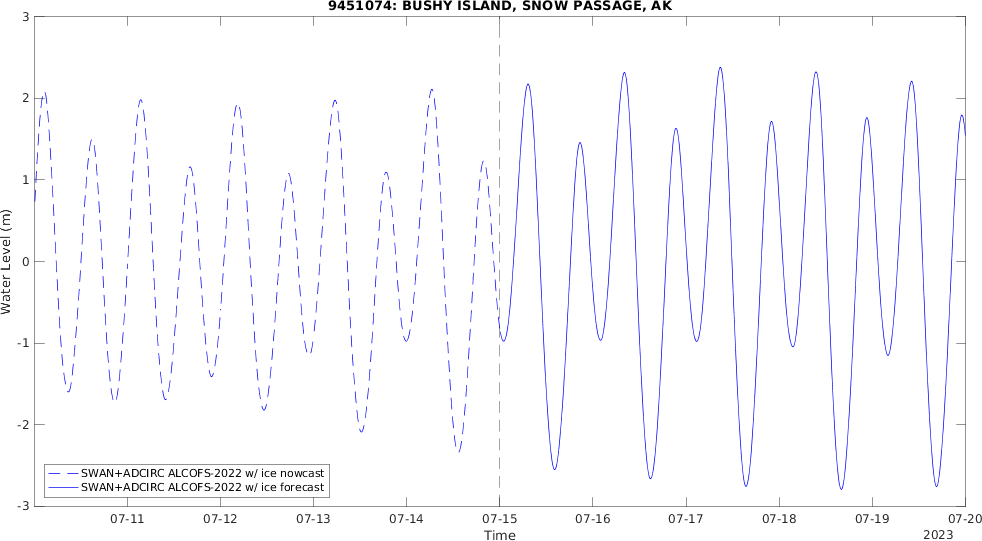 9451074: BUSHY ISLAND, SNOW PASSAGE, AK
Water Level (m)
3
2
1
0
-1
-2
-3
SWAN+ADCIRC ALCOFS-2022 w/ ice nowcast
SWAN+ADCIRC ALCOFS-2022 w/ ice forecast
07-11 07-12 07-13 07-14 07-15 07-16 07-17 07-18 07-19 07-20
Time
2023